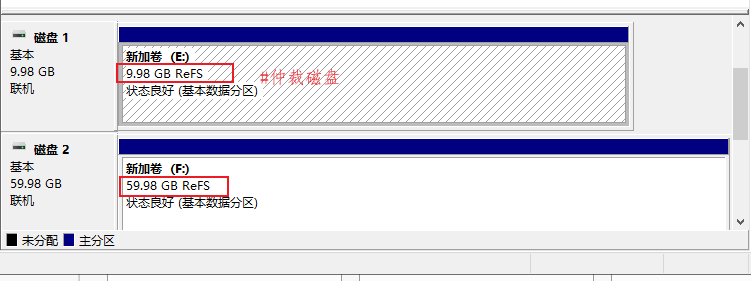 磁盘 1
基本
9.98 GB
联机
新加卷 (E:)
9.98 GB ReFS
状态良好 (基本数据分区)
#仲裁磁盘
磁盘 2
基本
59.98 GB
联机
新加卷 (F:)
59.98 GB ReFS
状态良好 (基本数据分区)
未分配 主分区